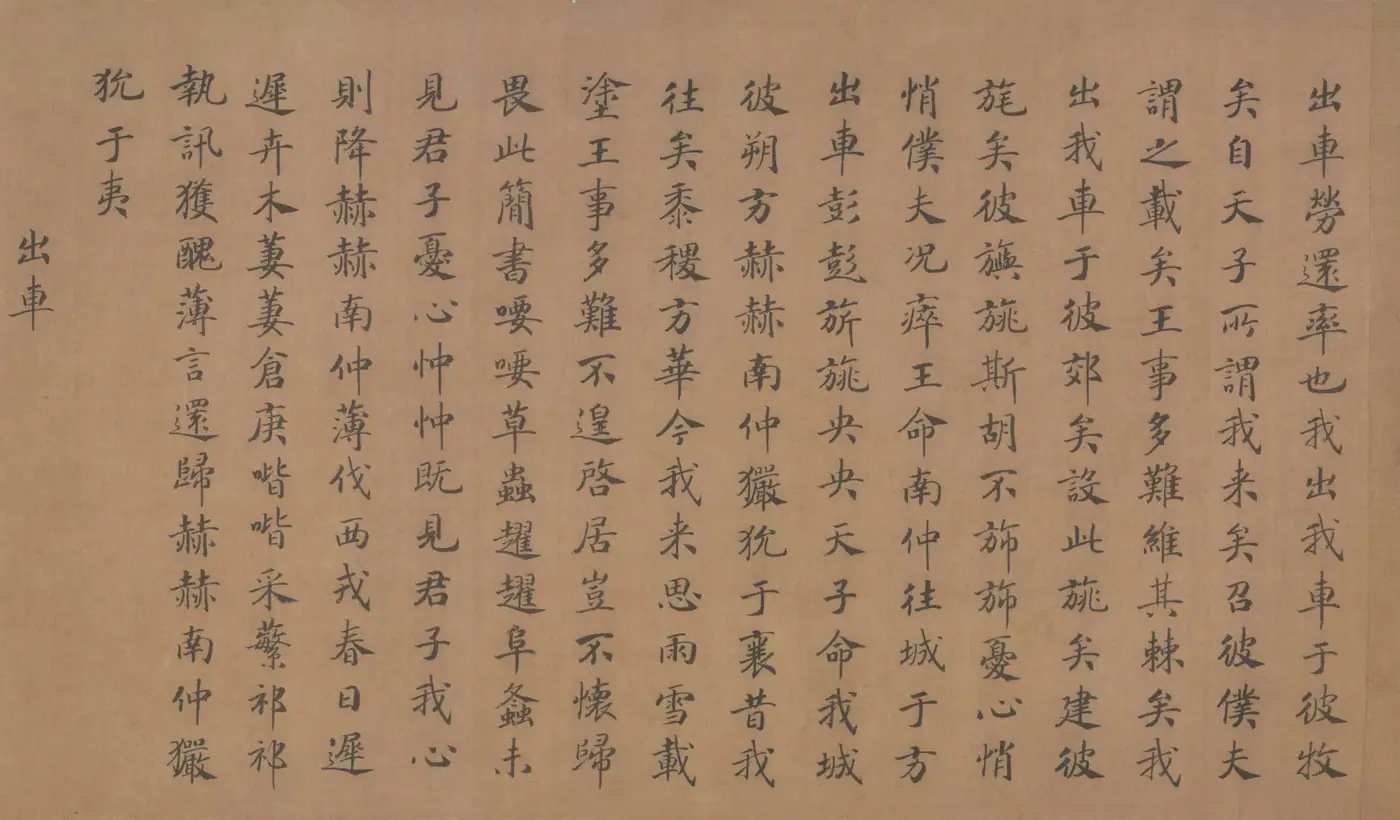 出車勞還率也我出我車于彼牧
矣自天子所謂我来矣召彼僕夫
謂之載矣王事多難維其棘矣我
出我車于彼郊矣設此旐矣建彼
旄矣彼旟旐斯胡不斾斾憂心悄
悄僕夫况瘁王命南仲往城于方
出車彭彭旂旐央央天子命我城
彼朔方赫赫南仲玁狁于襄昔我
往矣黍稷方華今我来思雨雪載
塗王事多難不遑啓居豈不懐歸
畏此簡書喓喓草蟲趯趯阜螽未
見君子憂心忡忡既見君子我心
則降赫赫南仲薄伐西戎春日遲
遲卉木萋萋倉庚喈喈采蘩祁祁
執訊獲醜薄言還歸赫赫南仲玁
狁于夷
出車